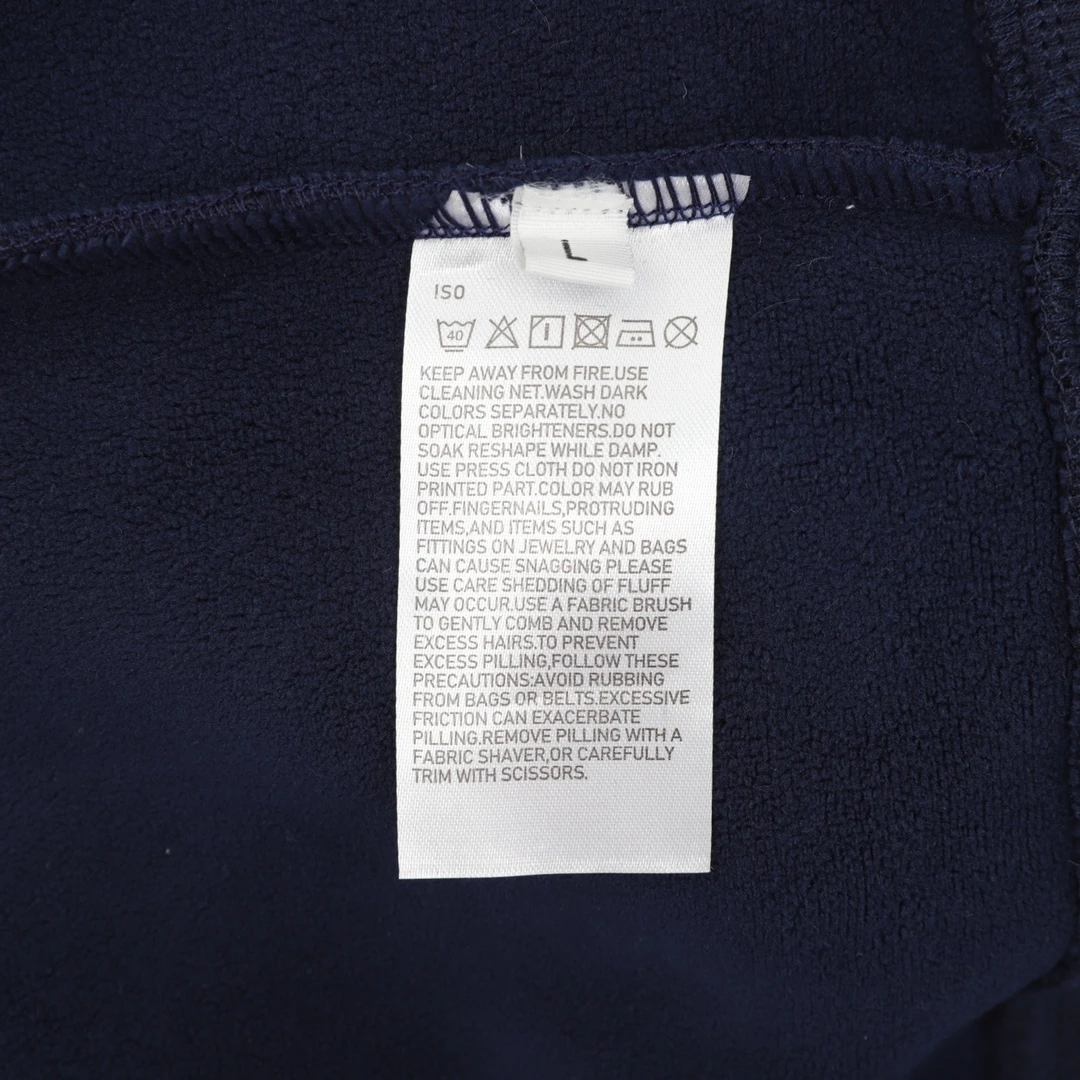 L
ISO
40
KEEP AWAY FROM FIRE.USE
CLEANING NET.WASH DARK
COLORS SEPARATELY.NO
OPTICAL BRIGHTENERS.DO NOT
SOAK RESHAPE WHILE DAMP.
USE PRESS CLOTH DO NOT IRON
PRINTED PART.COLOR MAY RUB
OFF.FINGERNAILS,PROTRUDING
ITEMS,AND ITEMS SUCH AS
FITTINGS ON JEWELRY AND BAGS
CAN CAUSE SNAGGING PLEASE
USE CARE SHEDDING OF FLUFF
MAY OCCUR.USE A FABRIC BRUSH
TO GENTLY COMB AND REMOVE
EXCESS HAIRS.TO PREVENT
EXCESS PILLING,FOLLOW THESE
PRECAUTIONS:AVOID RUBBING
FROM BAGS OR BELTS.EXCESSIVE
FRICTION CAN EXACERBATE
PILLING.REMOVE PILLING WITH A
FABRIC SHAVER,OR CAREFULLY
TRIM WITH SCISSORS.